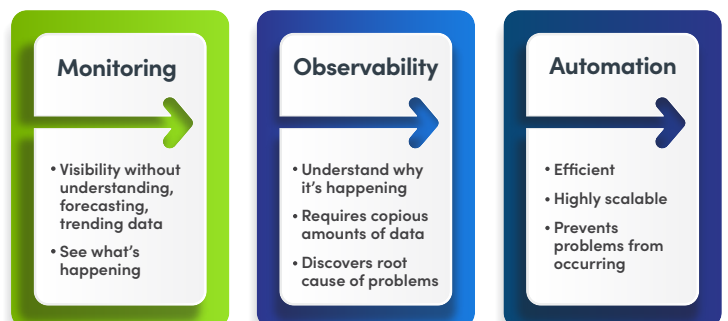 Monitoring
• Visibility without
understanding,
forecasting,
trending data
• See what's
happening
Observability
• Understand why
it's happening
• Requires copious
amounts of data
• Discovers root
cause of problems
Automation
• Efficient
• Highly scalable
• Prevents
problems from
occurring